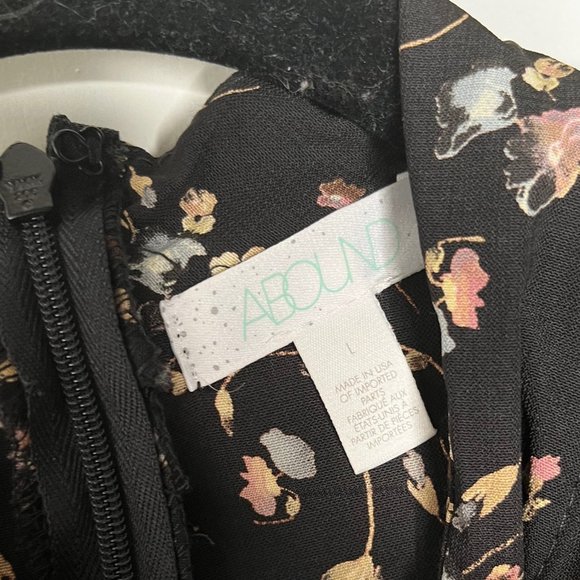 ABOUND
L
MADE IN USA
OF IMPORTED
PARTS
FABRIQUÉ AUX
ÉTATS-UNIS À
PARTIR DE PIÈCES
IMPORTÉES